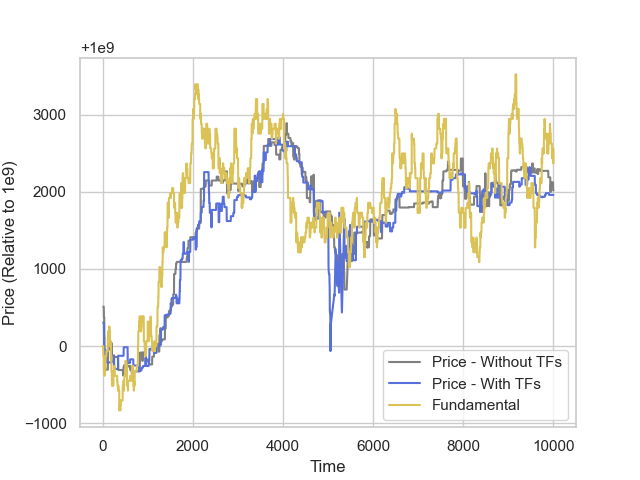 +1e9
3000
2000
1000
0
−1000
Price (Relative to 1e9)
Price - Without TFs
Price - With TFs
Fundamental
0
2000
4000
6000
8000
10000
Time